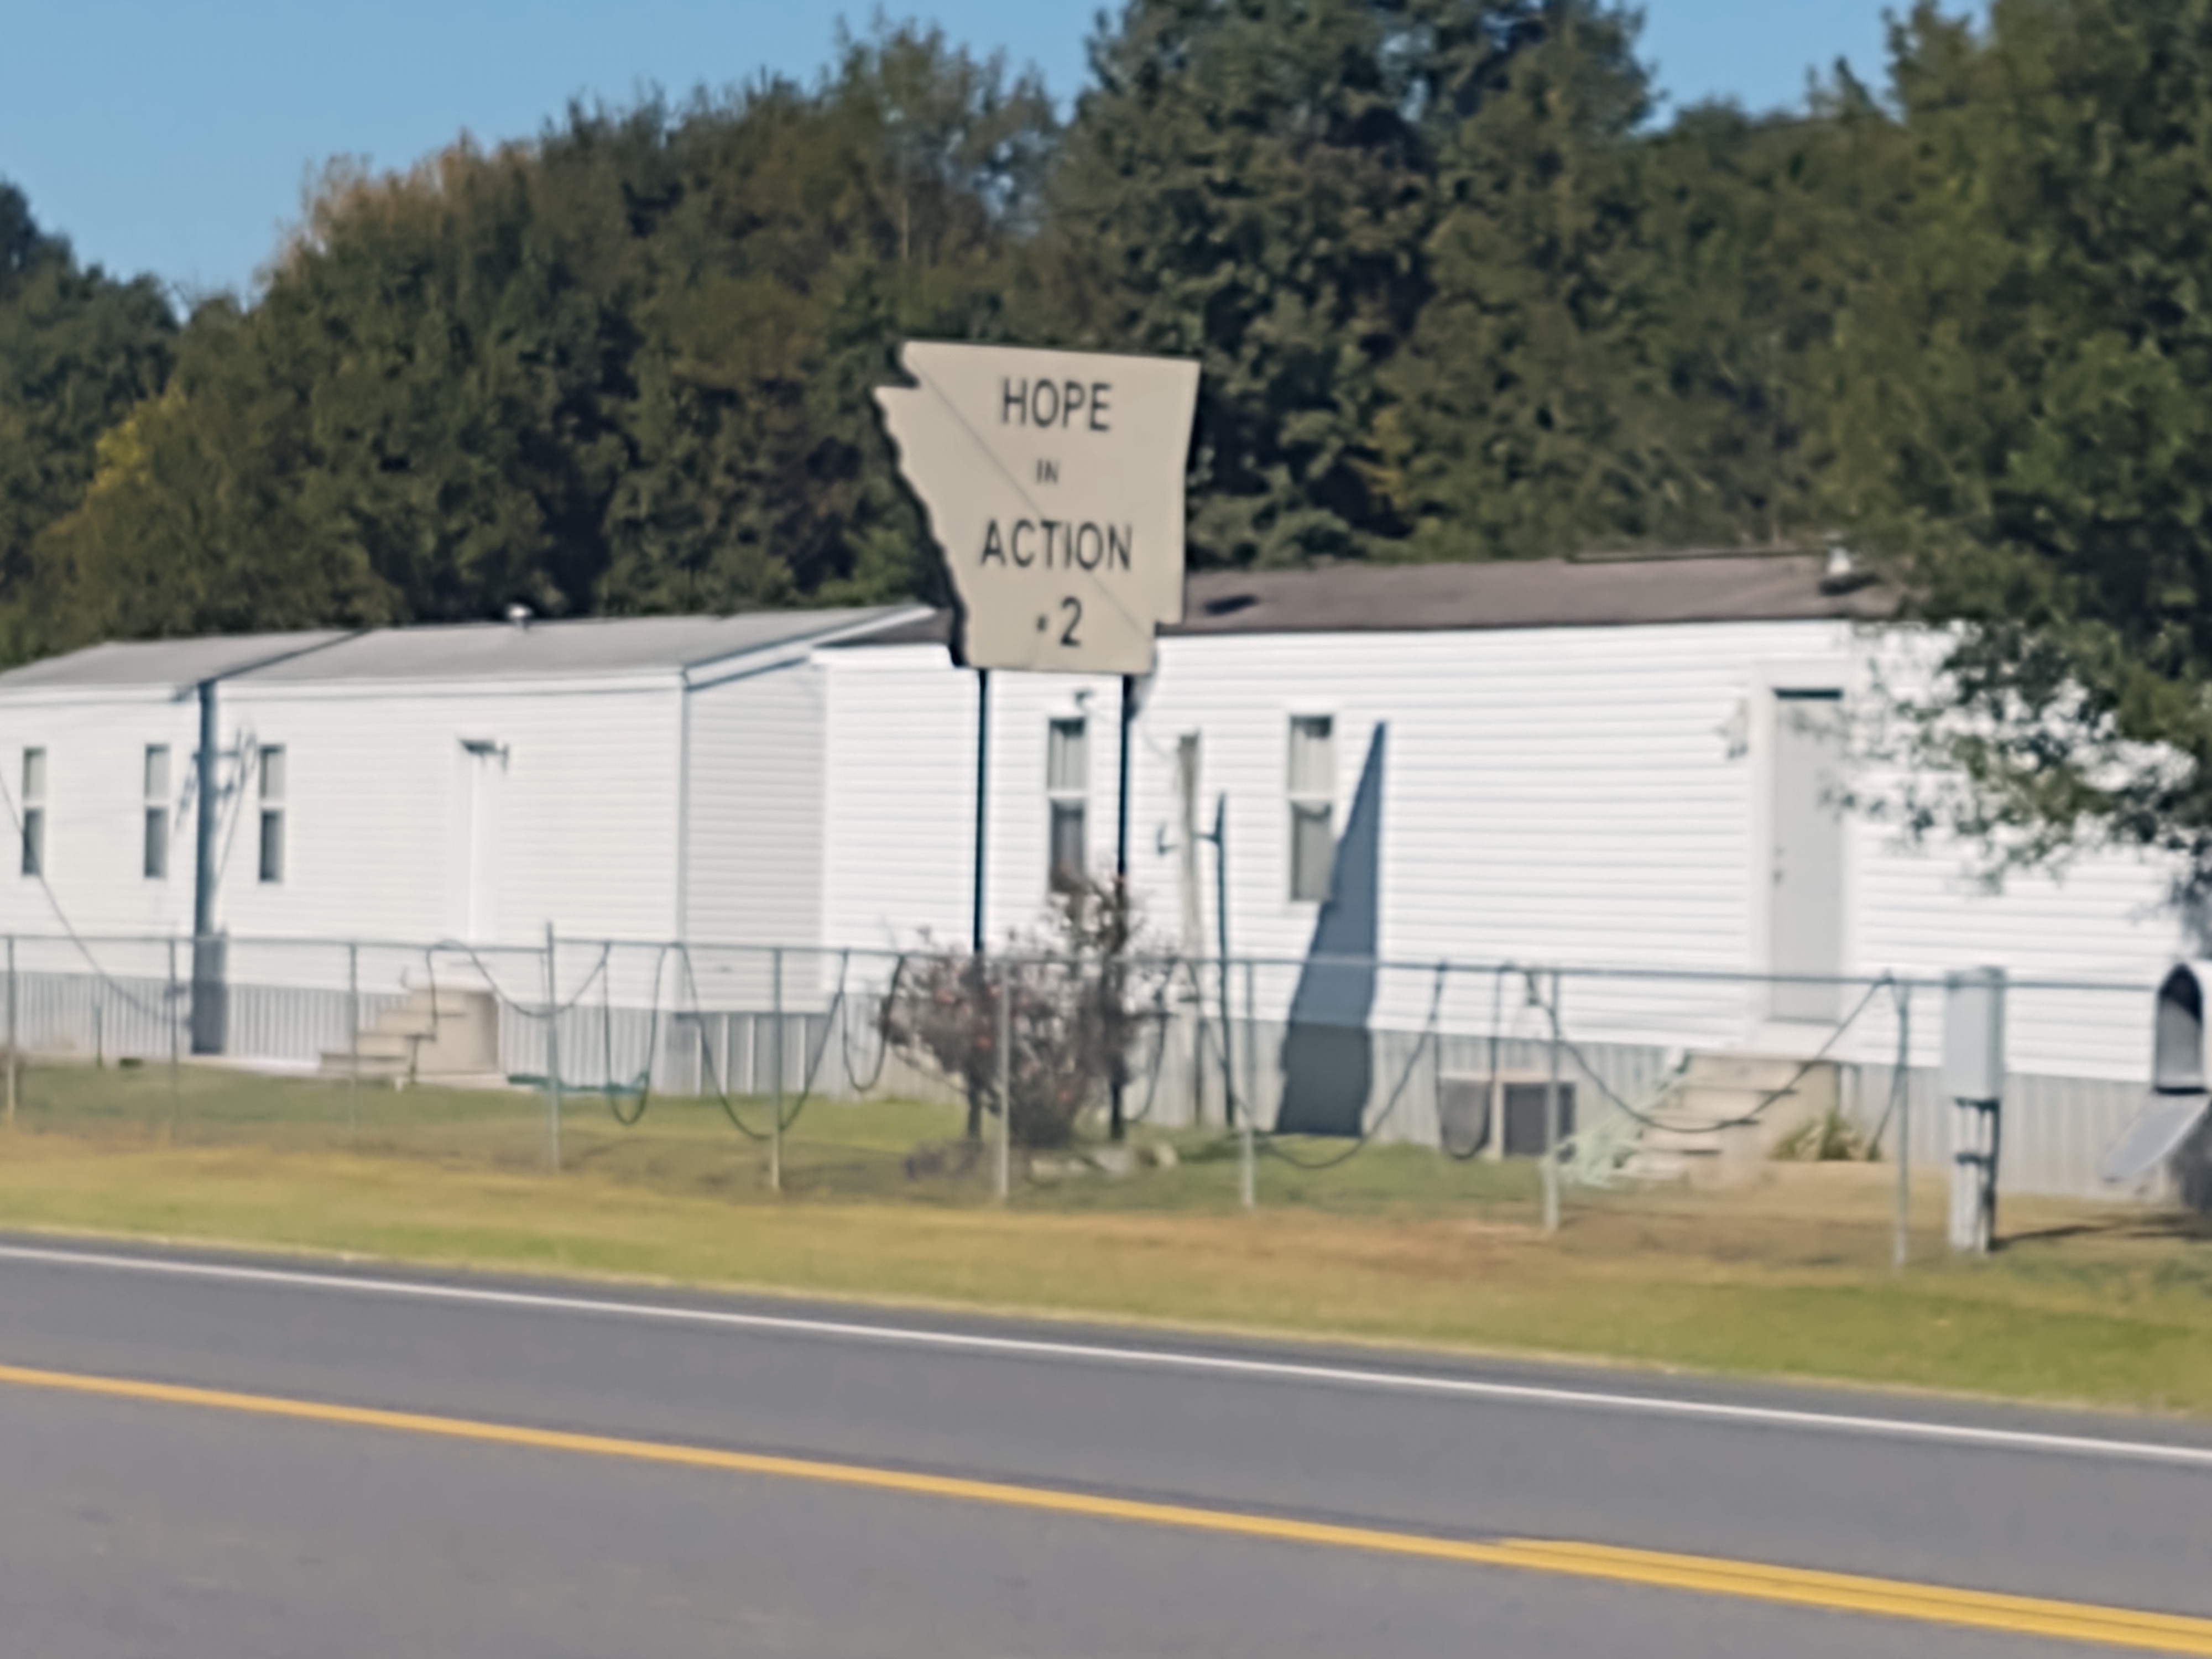 HOPE
IN
ACTION
#2